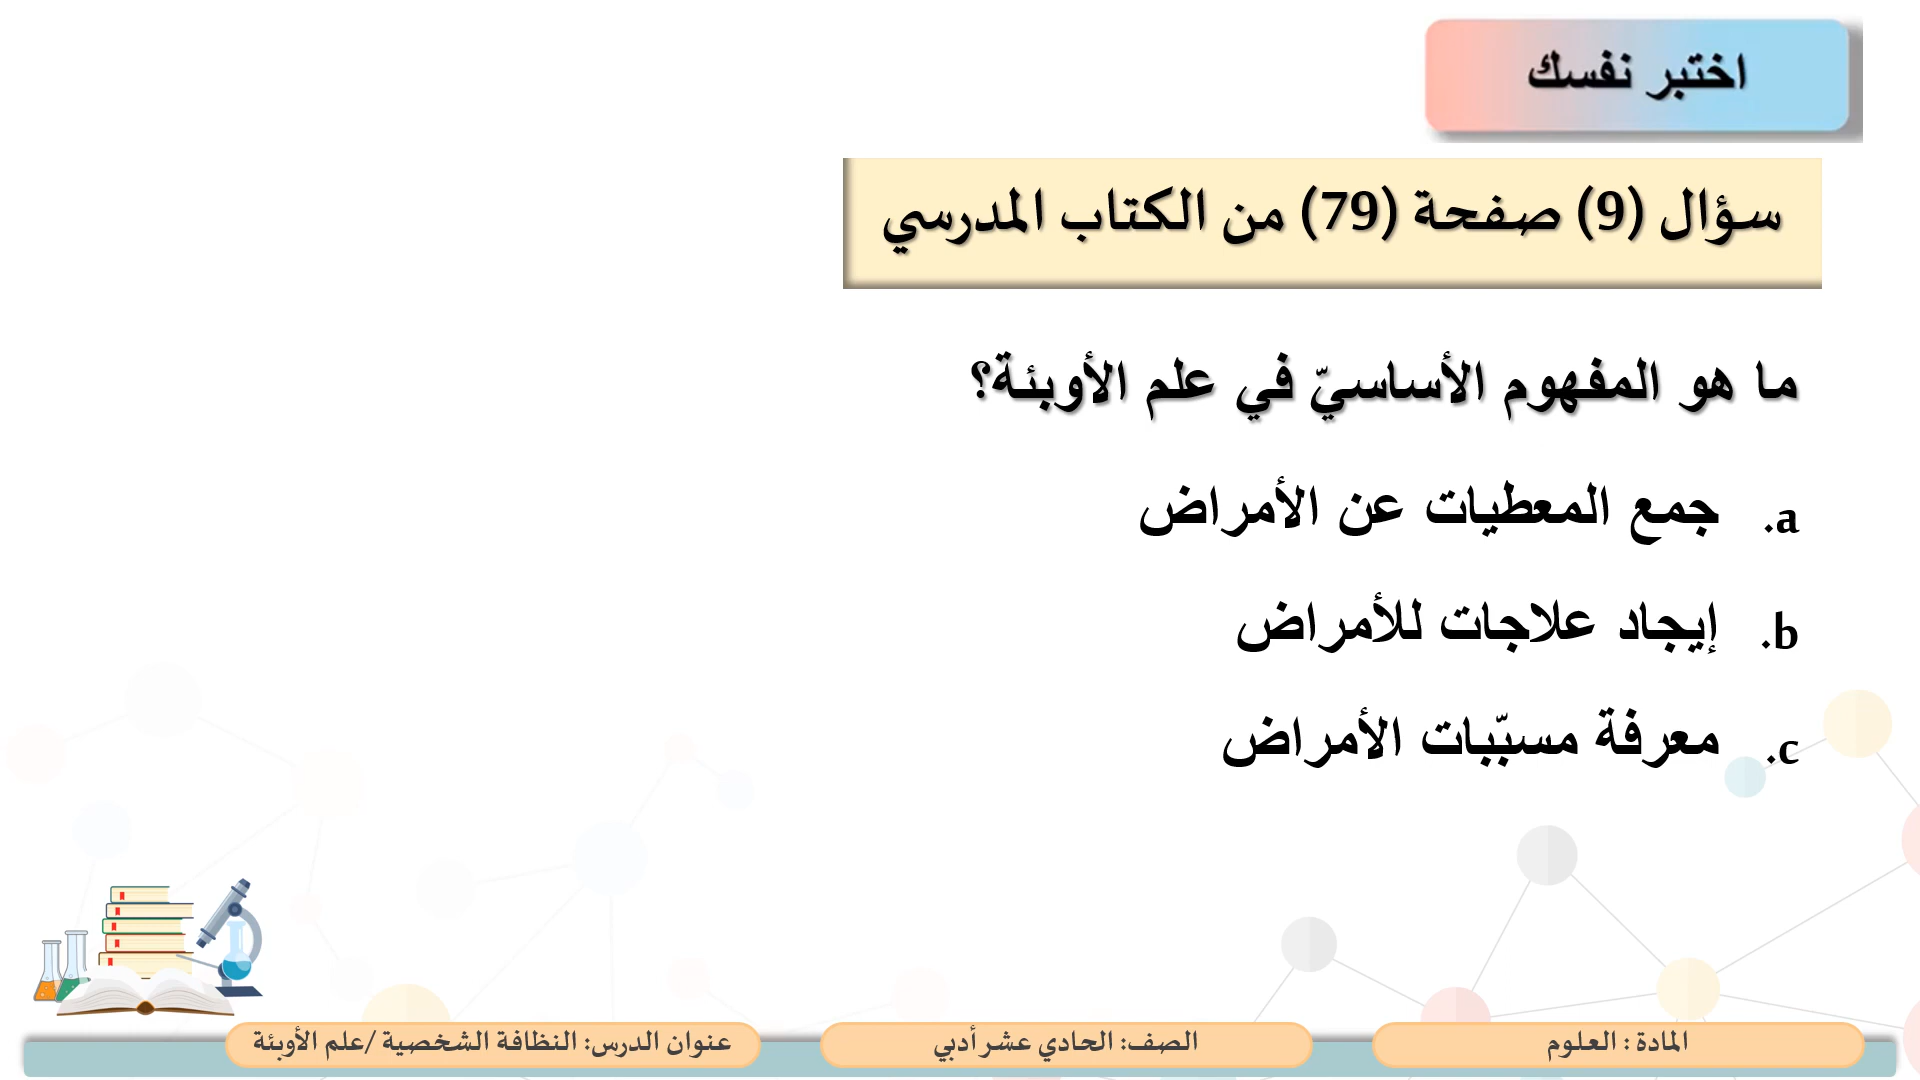 اختبر نفسك
سؤال (9) صفحة (79) من الكتاب المدرسي
ما هو المفهوم الأساسيّ في علم الأوبئة؟
a. جمع المعطيات عن الأمراض
b. إيجاد علاجات للأمراض
c. معرفة مسبّبات الأمراض
المادة : العلوم
الصف: الحادي عشر أدبي
عنوان الدرس: النظافة الشخصية /علم الأوبئة